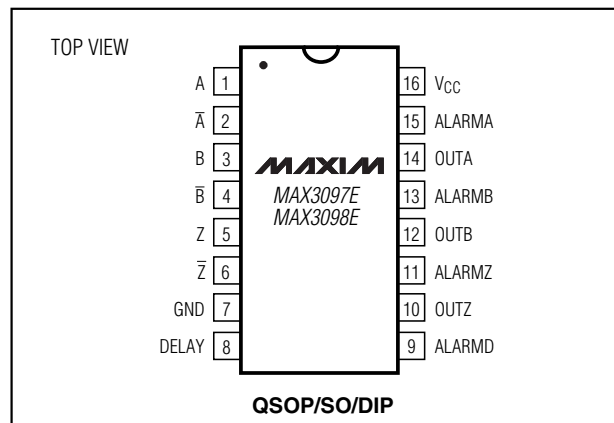 TOP VIEW
A 1
A̅ 2
B 3
B̅ 4
Z 5
Z̅ 6
GND 7
DELAY 8
MAXIM
MAX3097E
MAX3098E
16 VCC
15 ALARMA
14 OUTA
13 ALARMB
12 OUTB
11 ALARMZ
10 OUTZ
9 ALARMD
QSOP/SO/DIP